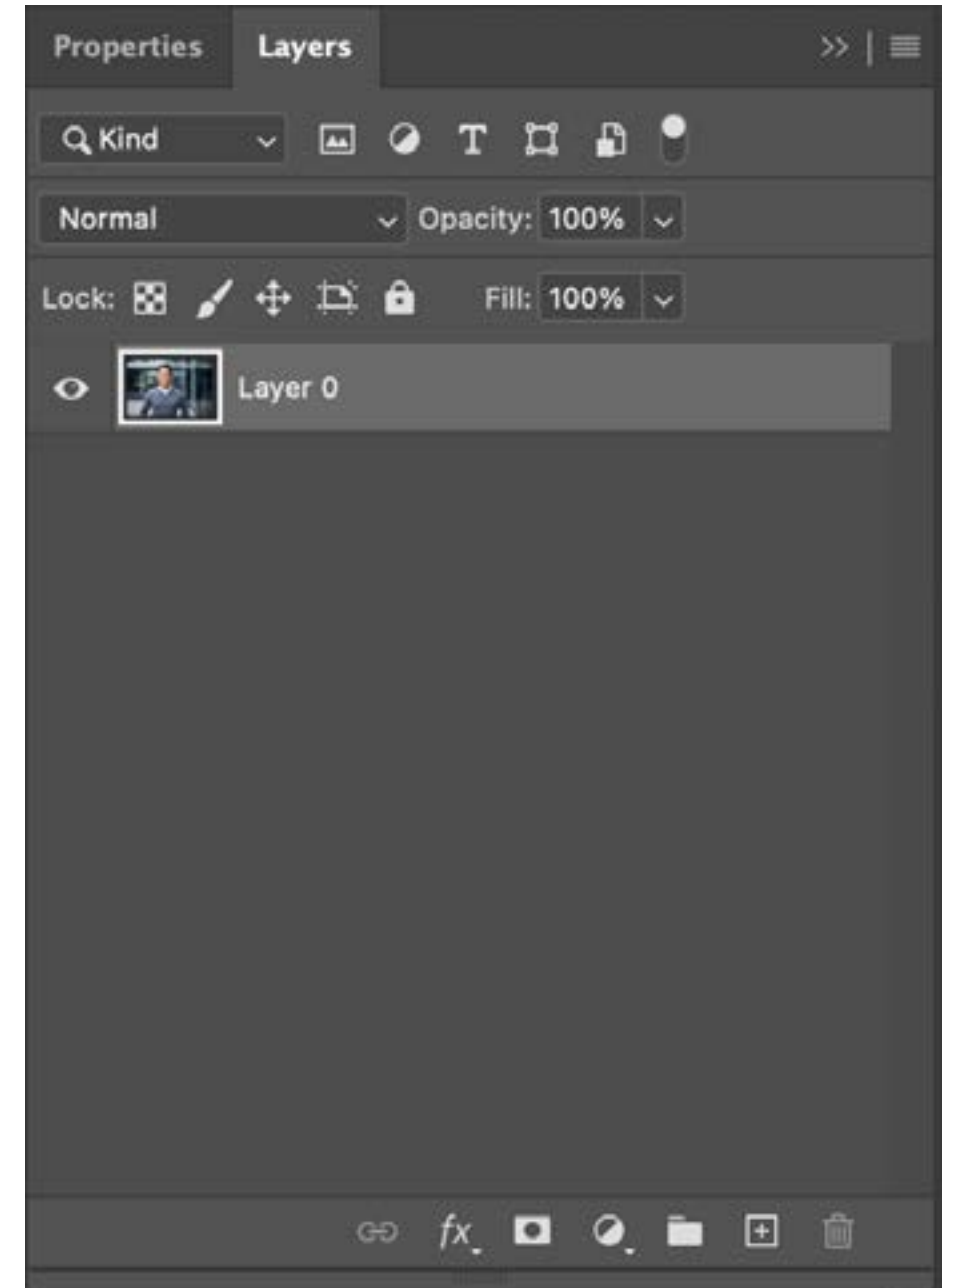 Properties Layers
Kind
Normal Opacity: 100%
Lock: Fill: 100%
Layer 0
fx